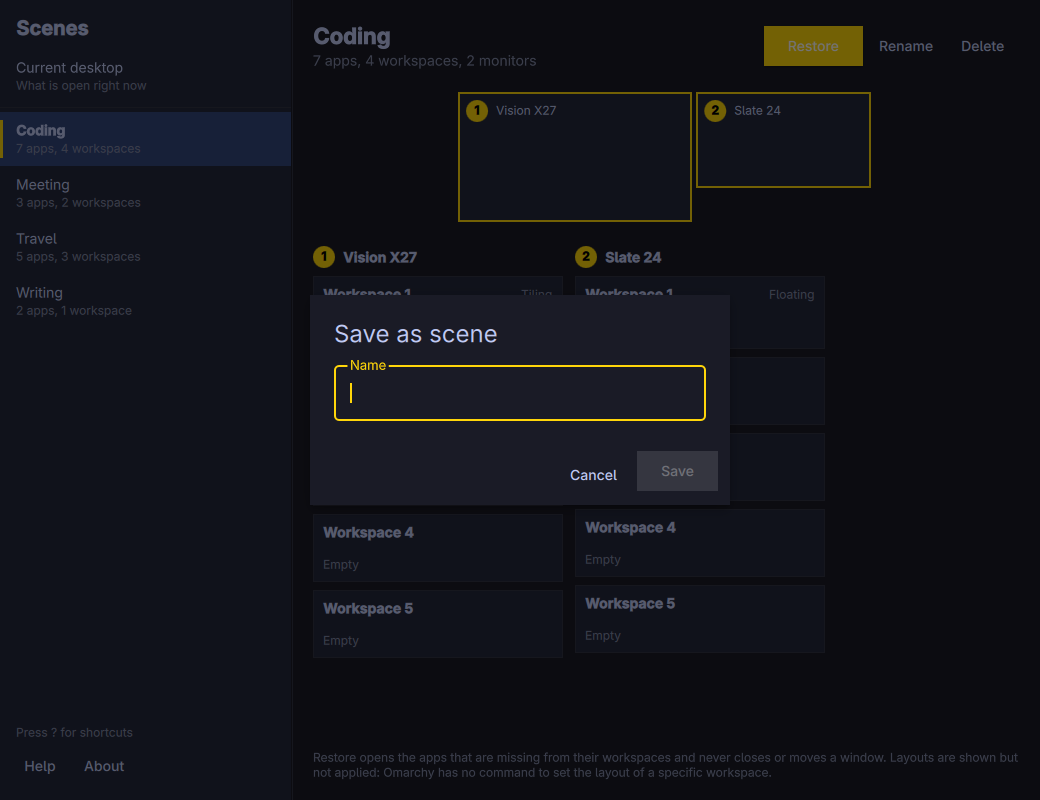 Scenes
Current desktop
What is open right now
Coding
7 apps, 4 workspaces
Meeting
3 apps, 2 workspaces
Travel
5 apps, 3 workspaces
Writing
2 apps, 1 workspace
Press ? for shortcuts
Help About
Coding
7 apps, 4 workspaces, 2 monitors
Restore Rename Delete
1 Vision X27
2 Slate 24
1 Vision X27
Workspace 1 Tiling
2 Slate 24
Workspace 1 Floating
Save as scene
Name
Cancel Save
Workspace 4
Empty
Workspace 5
Empty
Workspace 4
Empty
Workspace 5
Empty
Restore opens the apps that are missing from their workspaces and never closes or moves a window. Layouts are shown but
not applied: Omarchy has no command to set the layout of a specific workspace.